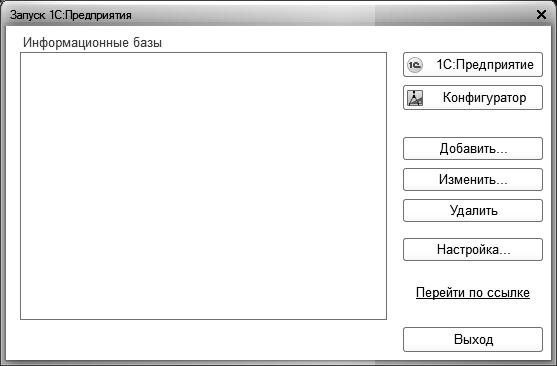 Запуск 1С:Предприятия
Информационные базы
1С:Предприятие
Конфигуратор
Добавить...
Изменить...
Удалить
Настройка...
Перейти по ссылке
Выход